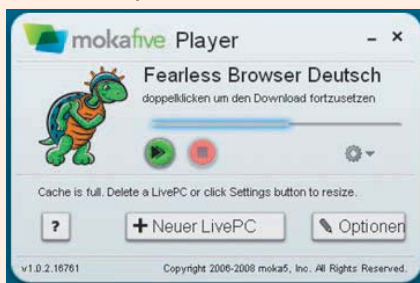 mokafive Player
Fearless Browser Deutsch
doppelklicken um den Download fortzusetzen
Cache is full. Delete a LivePC or click Settings button to resize.
? + Neuer LivePC Optionen
v1.0.2.16761 Copyright 2006-2008 moka5, Inc. All Rights Reserved.